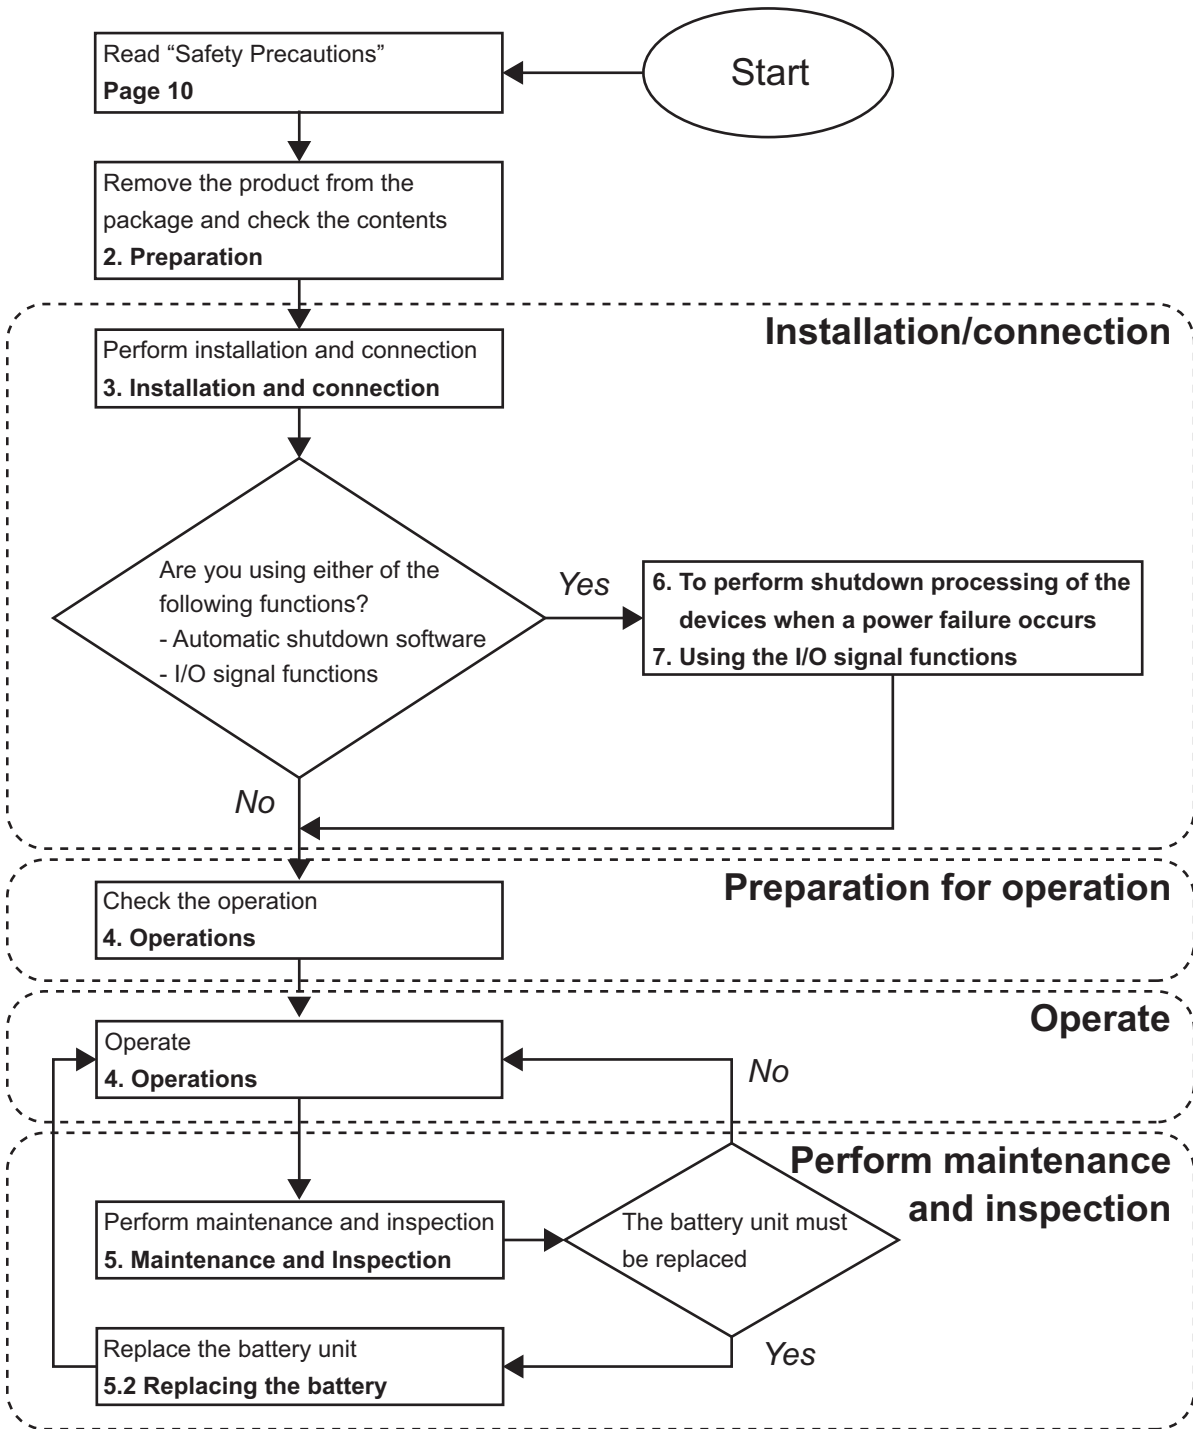 Start
Read “Safety Precautions”
Page 10
Remove the product from the
package and check the contents
2. Preparation
Installation/connection
Perform installation and connection
3. Installation and connection
Are you using either of the
following functions?
- Automatic shutdown software
- I/O signal functions
Yes
6. To perform shutdown processing of the
devices when a power failure occurs
7. Using the I/O signal functions
No
Preparation for operation
Check the operation
4. Operations
Operate
Operate
4. Operations
No
Perform maintenance
and inspection
Perform maintenance and inspection
5. Maintenance and Inspection
The battery unit must
be replaced
Yes
Replace the battery unit
5.2 Replacing the battery